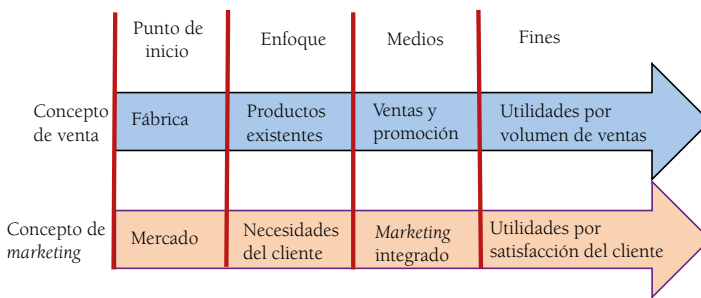 Punto de
inicio
Enfoque
Medios
Fines
Concepto
de venta
Fábrica
Productos
existentes
Ventas y
promoción
Utilidades por
volumen de ventas
Concepto de
marketing
Mercado
Necesidades
del cliente
Marketing
integrado
Utilidades por
satisfacción del cliente